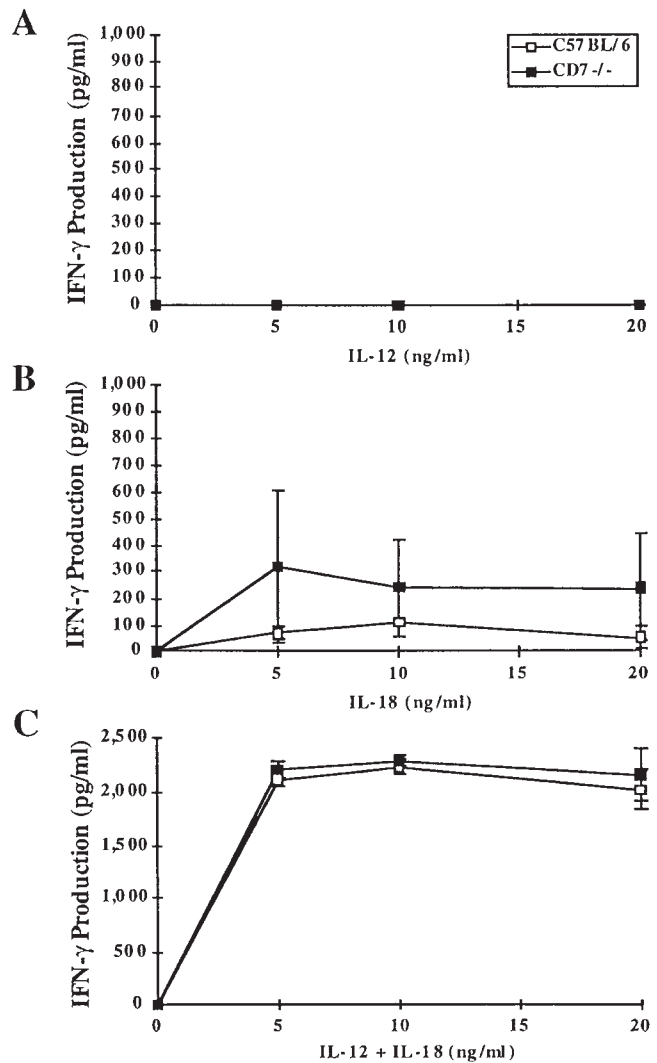 A
IFN-γ Production (pg/ml)
1,000
900
800
700
600
500
400
300
200
100
0
0 5 10 15 20
IL-12 (ng/ml)
C57 BL/6
CD7 -/-
B
IFN-γ Production (pg/ml)
1,000
900
800
700
600
500
400
300
200
100
0
0 5 10 15 20
IL-18 (ng/ml)
C
IFN-γ Production (pg/ml)
2,500
2,000
1,500
1,000
500
0
0 5 10 15 20
IL-12 + IL-18 (ng/ml)